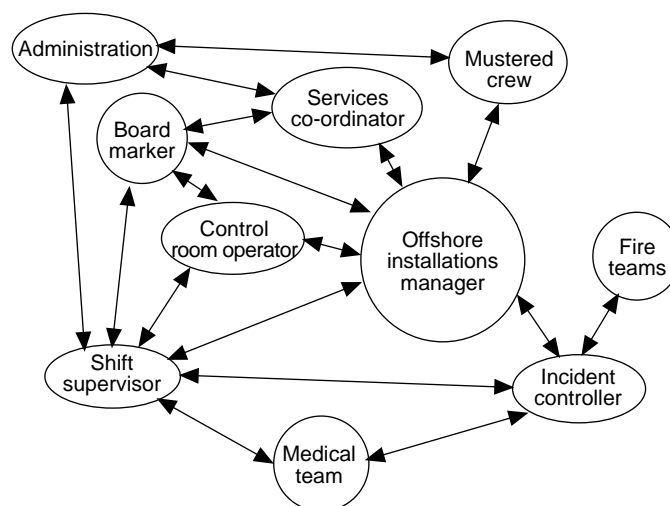 Administration
Mustered
crew
Services
co-ordinator
Board
marker
Control
room operator
Offshore
installations
manager
Fire
teams
Shift
supervisor
Incident
controller
Medical
team